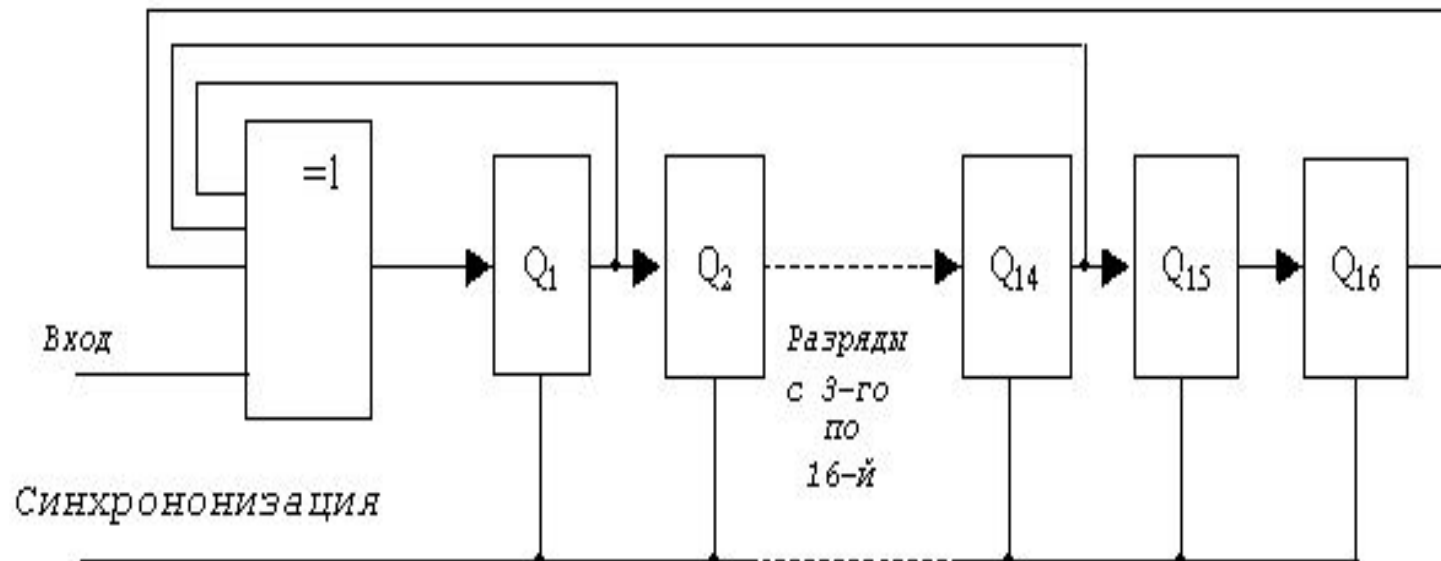 =1
Q1
Q2
Q14
Q15
Q16
Вход
Разряды
с 3-го
по
16-й
Синхрононизация